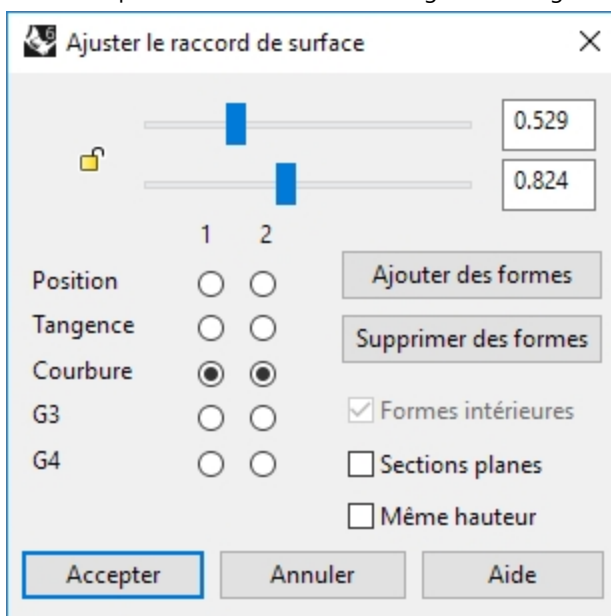 Ajuster le raccord de surface
0.529
0.824
1 2
Position
Tangence
Courbure
G3
G4
Ajouter des formes
Supprimer des formes
Formes intérieures
Sections planes
Même hauteur
Accepter Annuler Aide